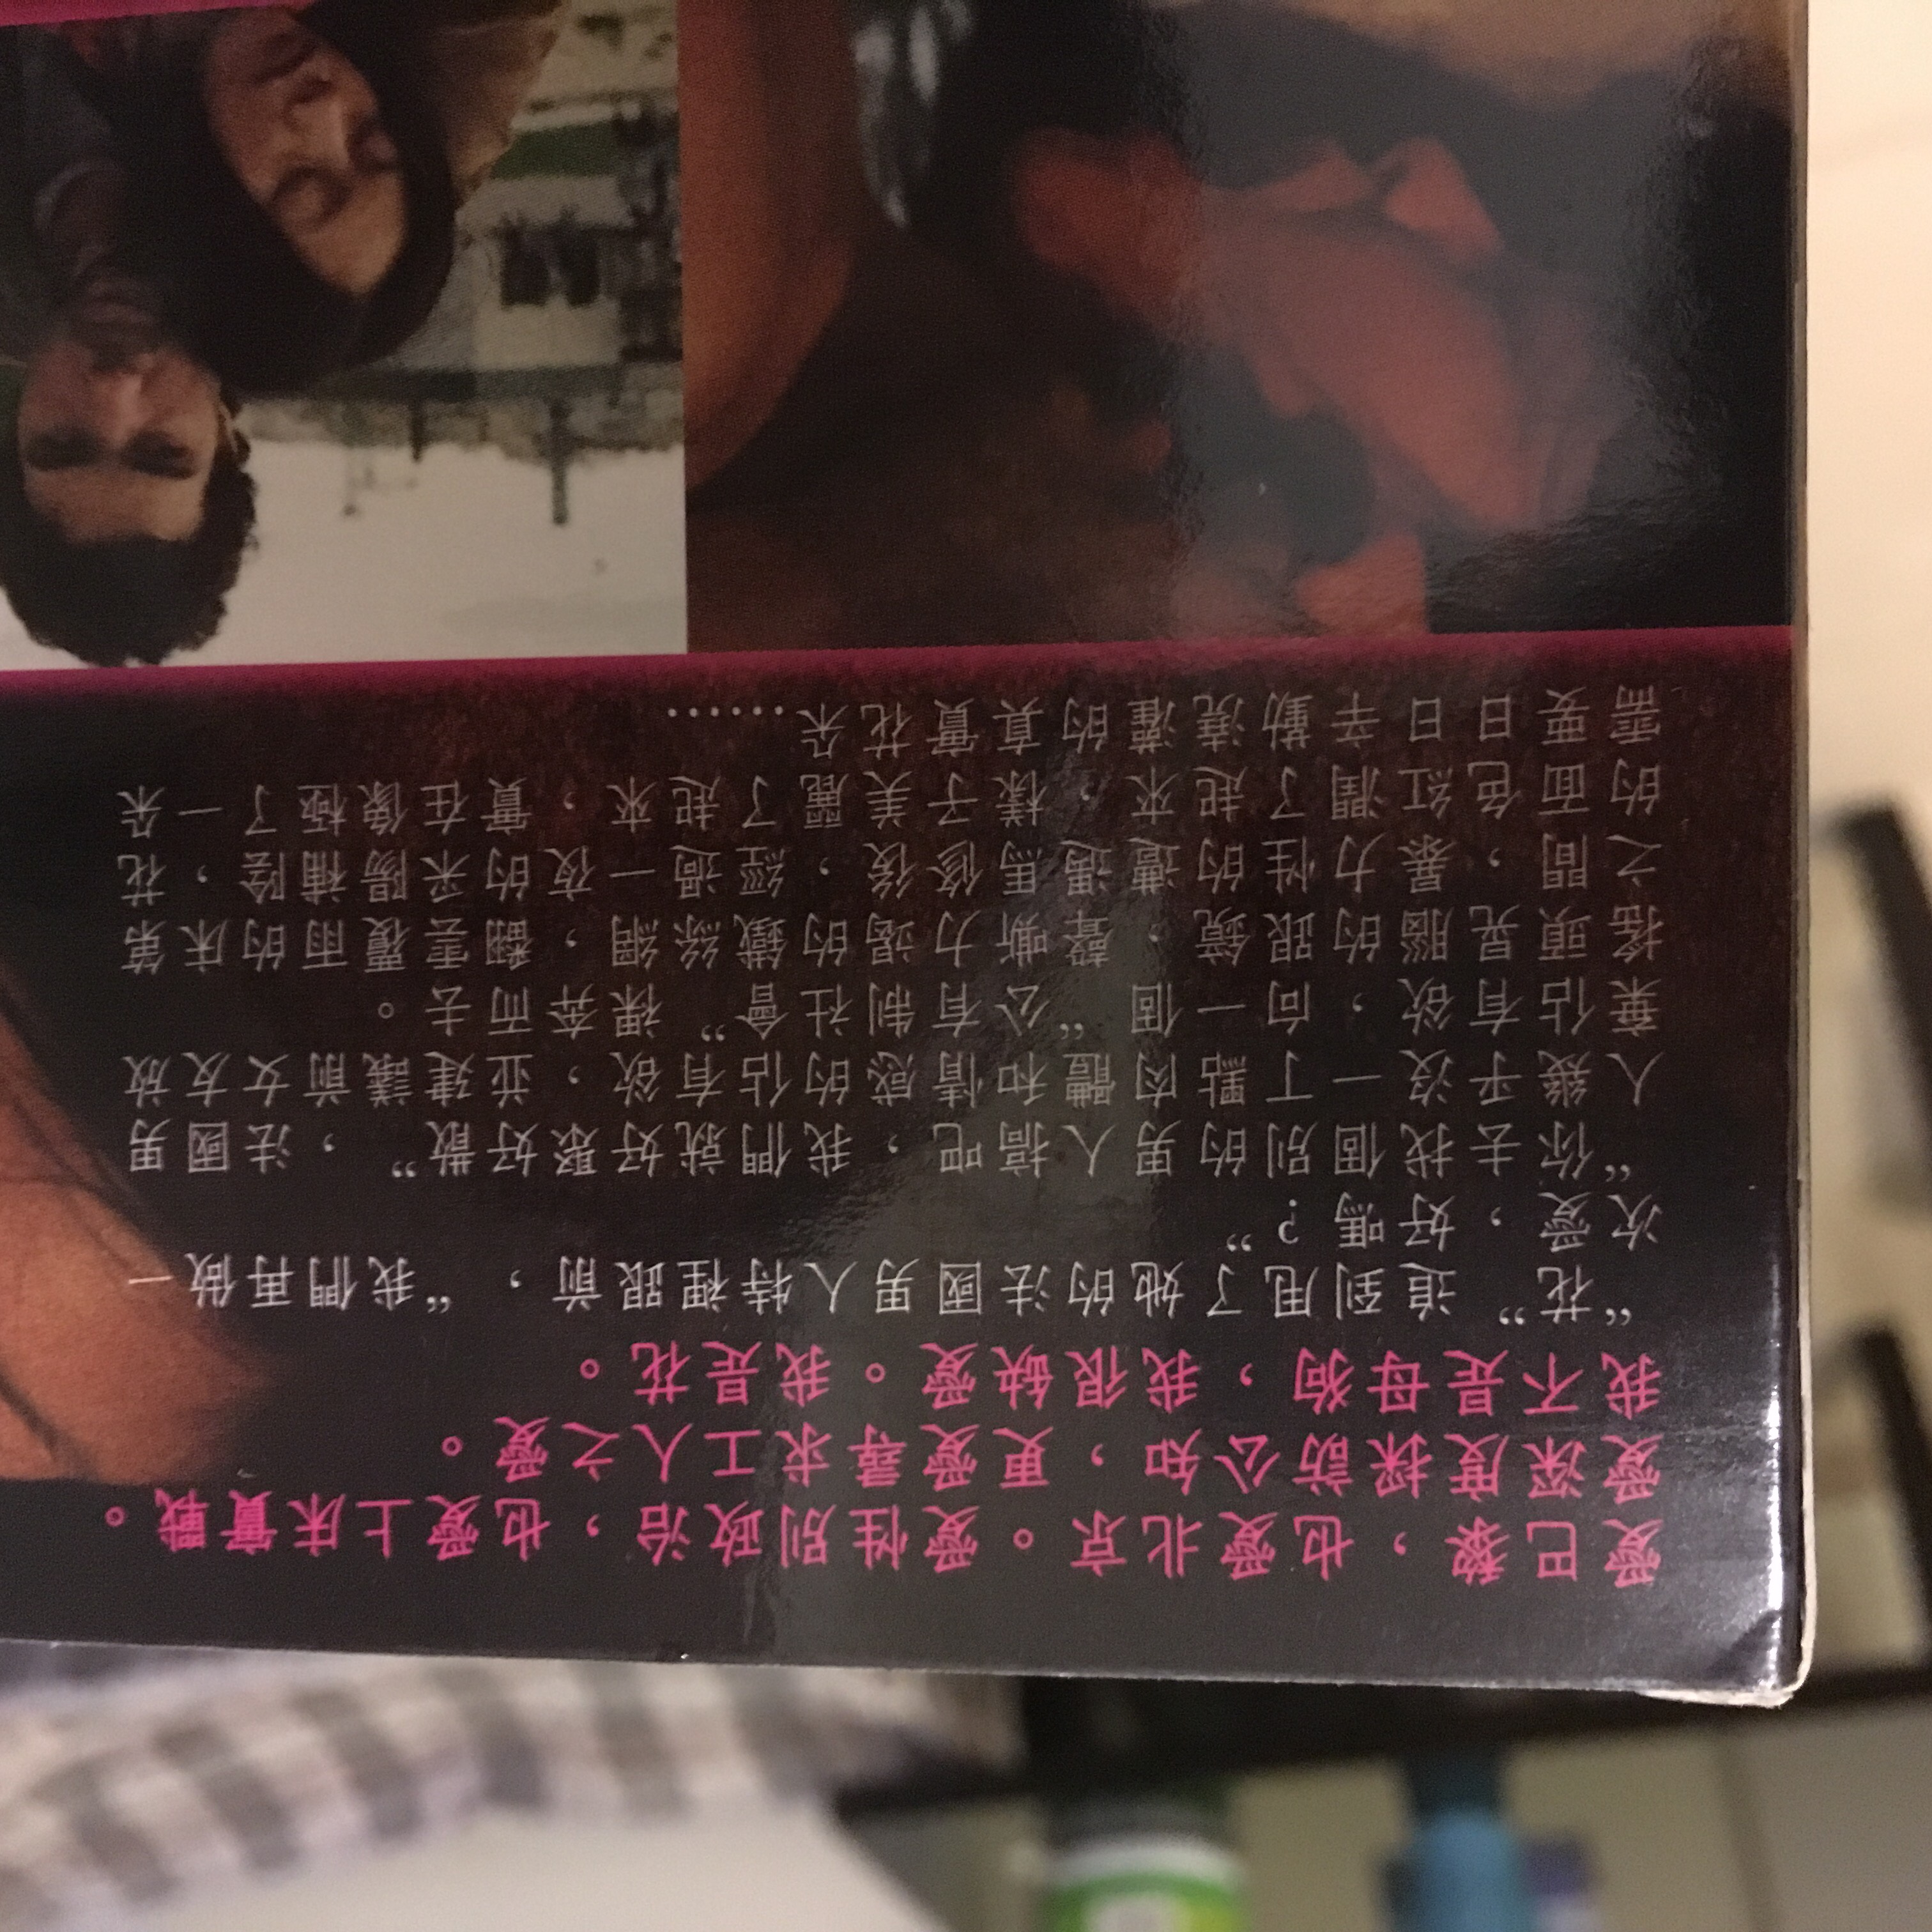 愛巴黎，也愛北京。愛性別政治，也愛上床實戰。
愛深度採訪公知，更愛尋求工人之愛。
我不是母狗，我很缺愛。我是花。
“花” 追到甩了她的法國男人特裡跟前，“我們再做一
次愛，好嗎？”
“你去找個別的男人搞吧，我們就好聚好散” ，法國男
人幾乎沒一丁點肉體和情感的佔有欲，並建議前女友放
棄佔有欲，向一個 “公有制社會” 裸奔而去。
搖頭晃腦的眼鏡，聲嘶力竭的鐵絲網，翻雲覆雨的床第
之間，暴力性的遭遇馬修後，經過一夜的采陽補陰，花
的面色紅潤了起來，樣子美麗了起來，實在像極了一朵
需要日日辛勤澆灌的真實花朵……